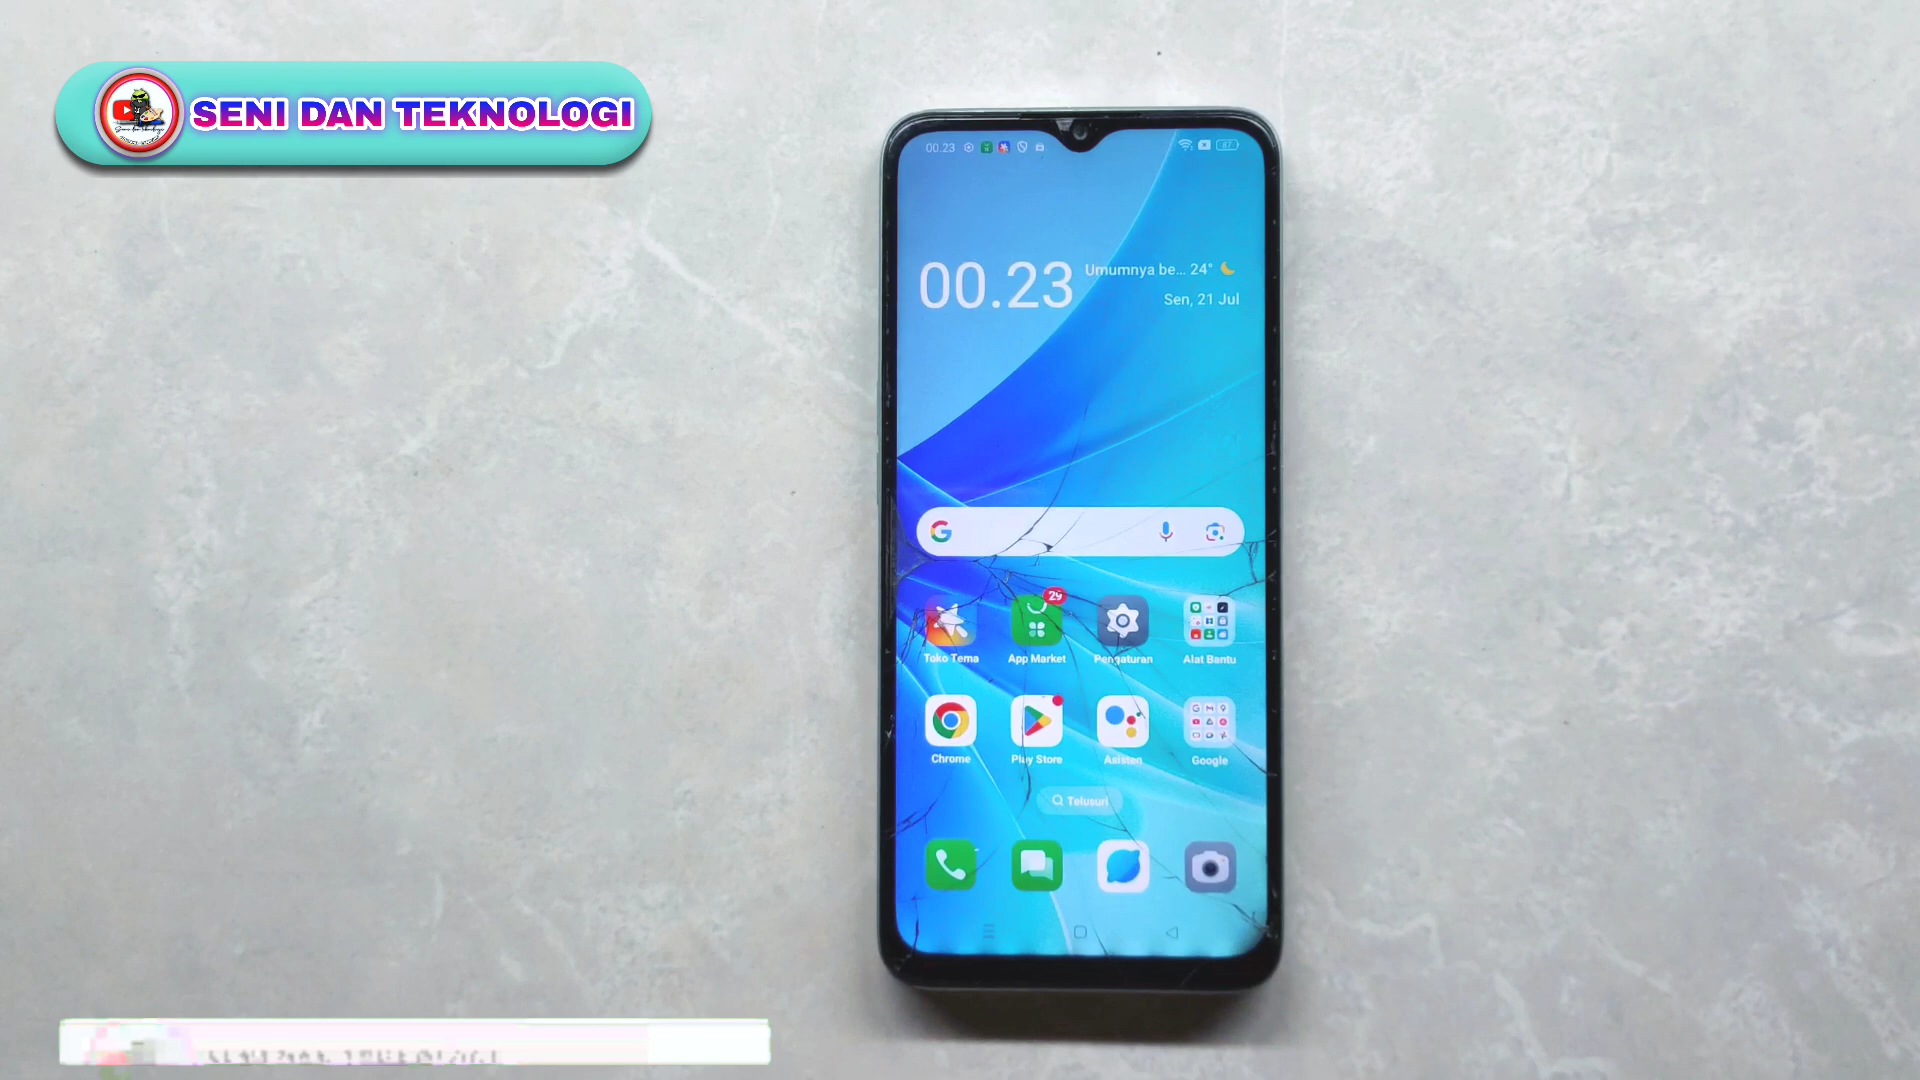 SENI DAN TEKNOLOGI
00.23
87
00.23
Umumnya be... 24°
Sen, 21 Jul
29
Toko Tema
App Market
Pengaturan
Alat Bantu
Chrome
Play Store
Asisten
Google
Telusuri